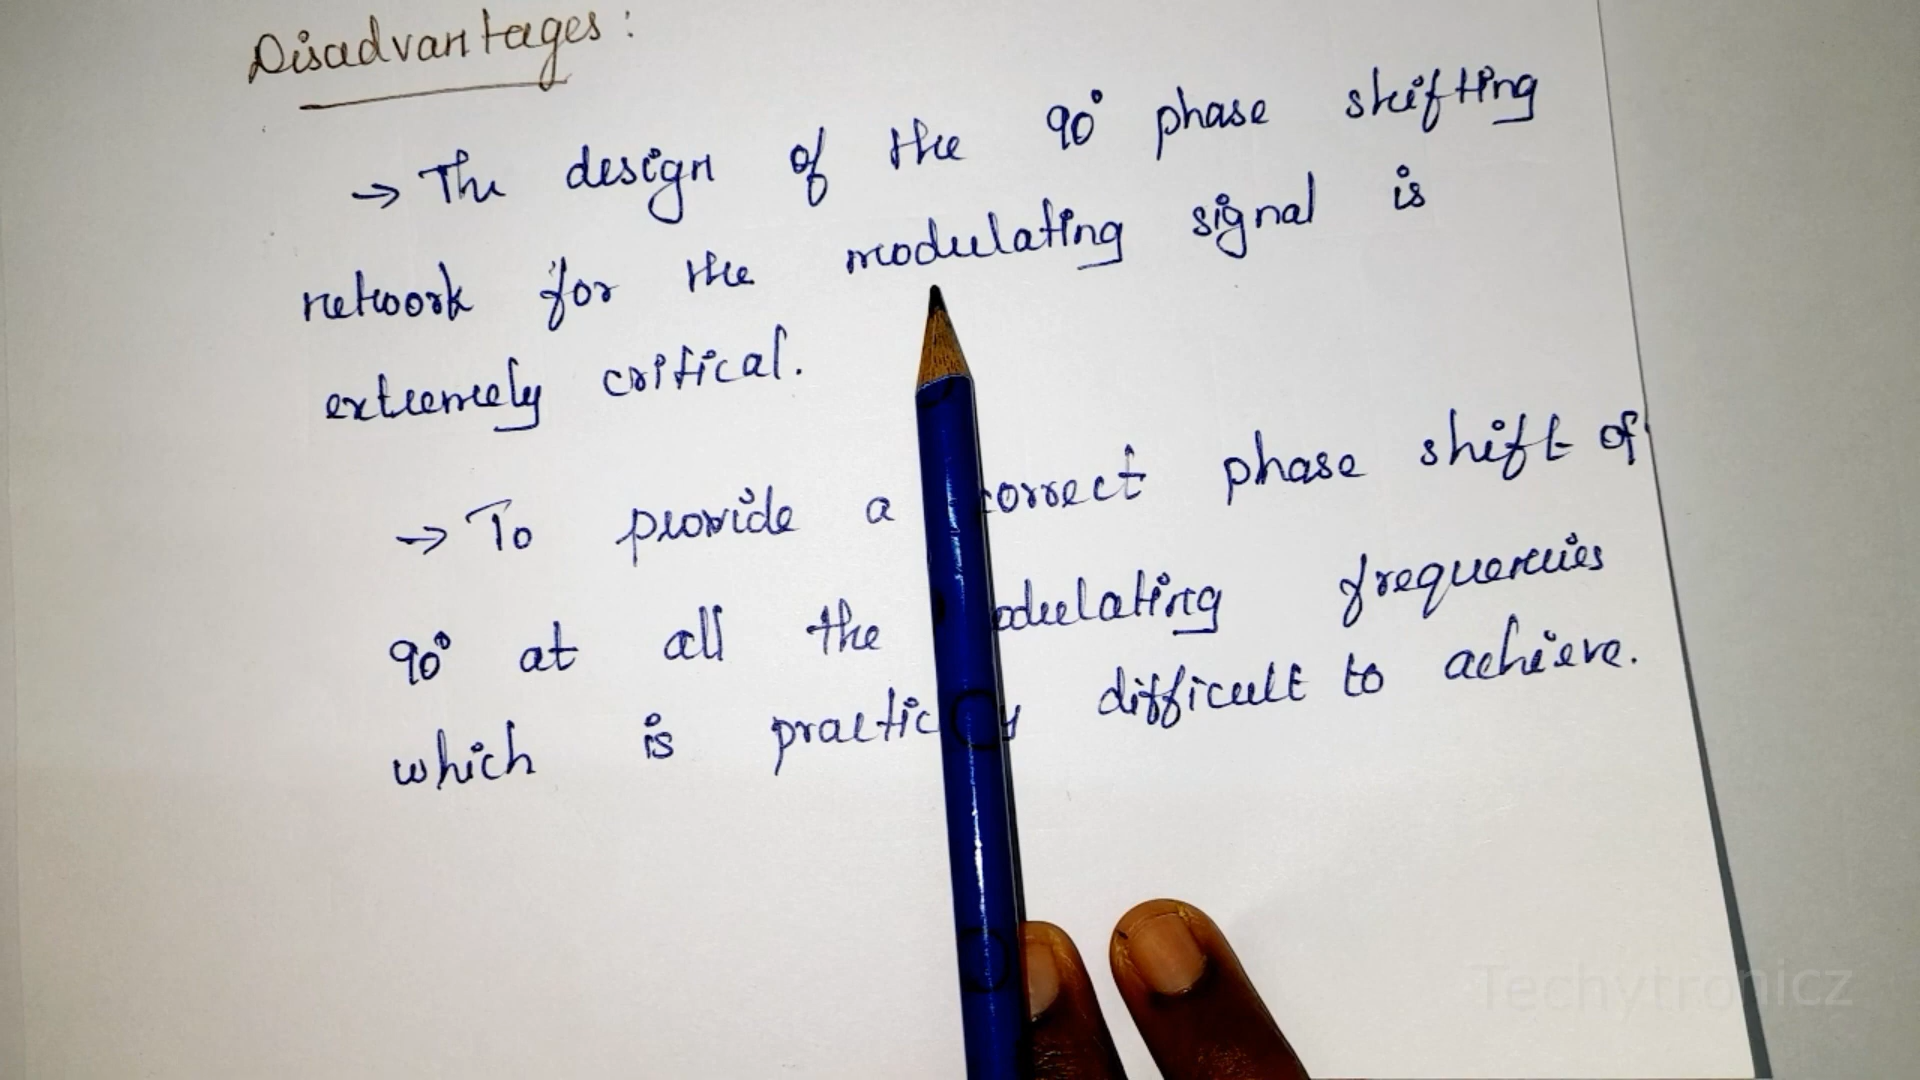 Disadvantages:
→ The design of the 90° phase shifting
network for the modulating signal is
extremely critical.
→ To provide a correct phase shift of
90° at all the modulating frequencies
which is difficult to achieve.
Techytronicz